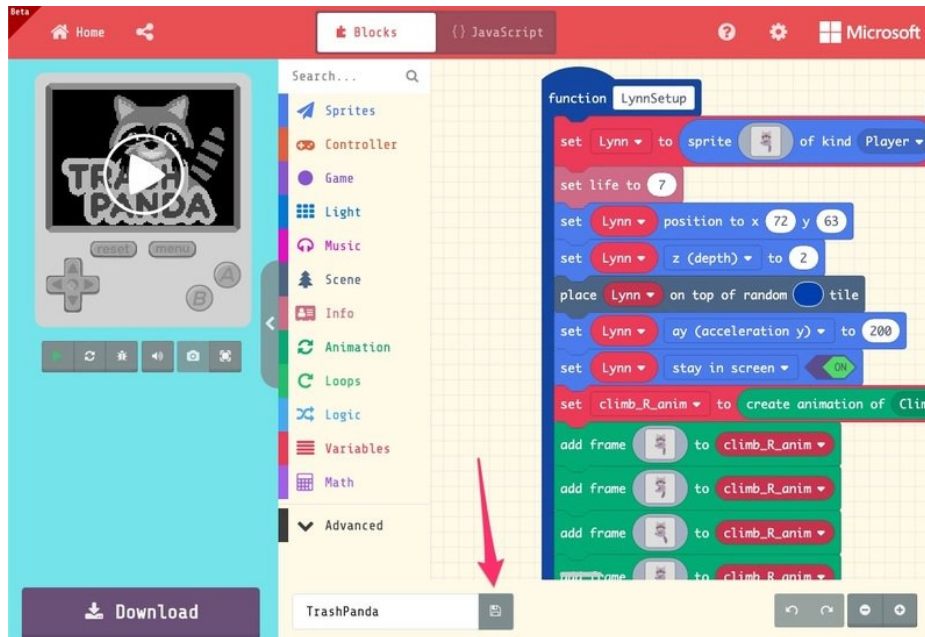 Beta
Home
Blocks
{} JavaScript
?
Microsoft
TRASH
PANDA
reset
menu
A
B
Download
Search...
Sprites
Controller
Game
Light
Music
Scene
Info
Animation
Loops
Logic
Variables
Math
Advanced
TrashPanda
function LynnSetup
set Lynn to sprite of kind Player
set life to 7
set Lynn position to x 72 y 63
set Lynn z (depth) to 2
place Lynn on top of random tile
set Lynn ay (acceleration y) to 200
set Lynn stay in screen ON
set climb_R_anim to create animation of Clim
add frame to climb_R_anim
add frame to climb_R_anim
add frame to climb_R_anim
add frame to climb_R_anim